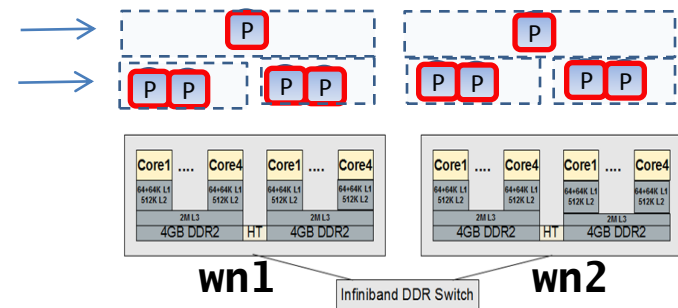 P P
P P P P P P P P
Core1 .... Core4 Core1 .... Core4 Core1 .... Core4 Core1 .... Core4
64+64K L1 64+64K L1 64+64K L1 64+64K L1 64+64K L1 64+64K L1 64+64K L1 64+64K L1
512K L2 512K L2 512K L2 512K L2 512K L2 512K L2 512K L2 512K L2
2M L3 2M L3 2M L3 2M L3
4GB DDR2 HT 4GB DDR2 4GB DDR2 HT 4GB DDR2
wn1 wn2
Infiniband DDR Switch